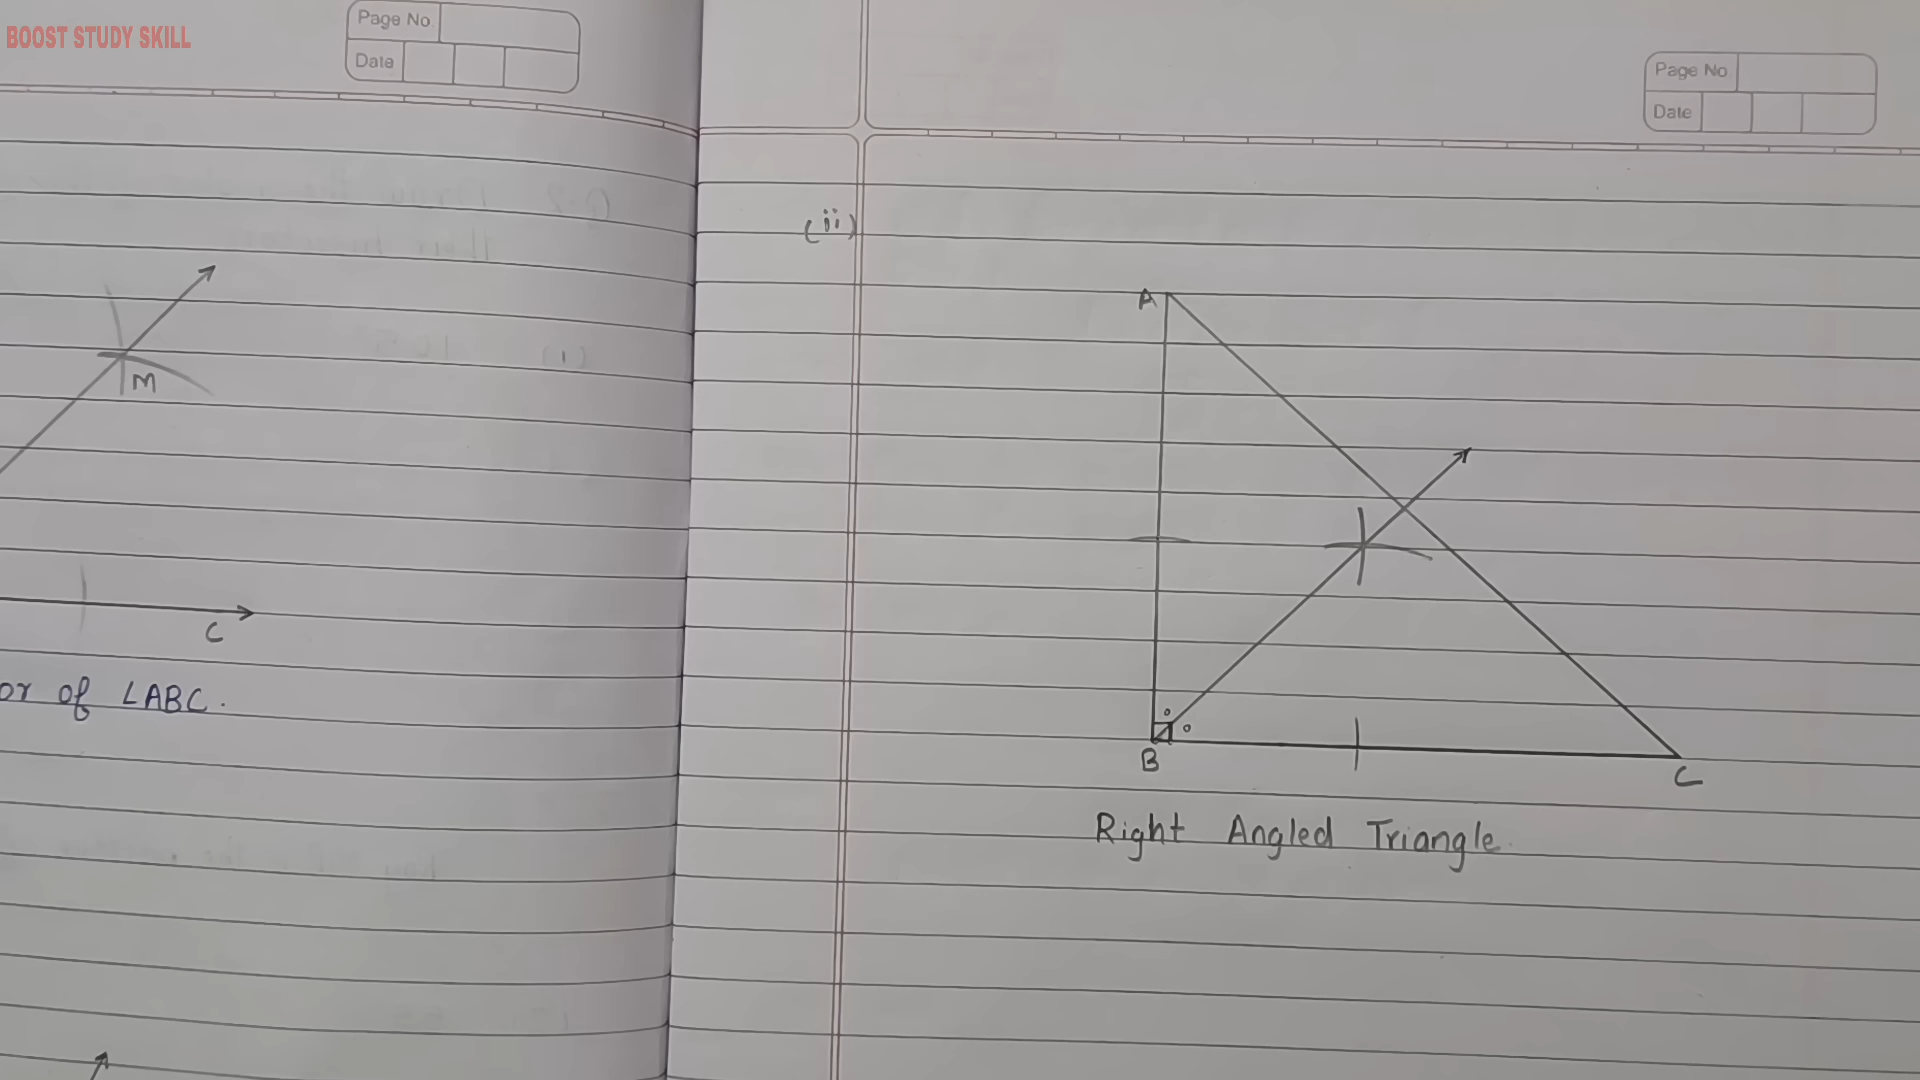 BOOST STUDY SKILL
Page No
Date
M
C
or of ∠ABC.
Page No
Date
(ii)
A
B
C
Right Angled Triangle